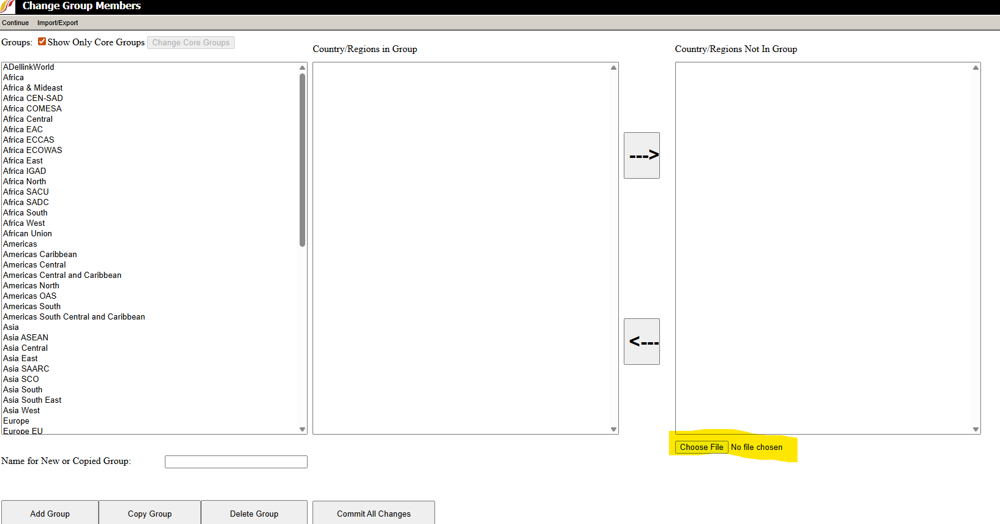 Change Group Members
Continue Import/Export
Groups: Show Only Core Groups Change Core Groups
Country/Regions in Group
Country/Regions Not In Group
ADellinkWorld
Africa
Africa & Mideast
Africa CEN-SAD
Africa COMESA
Africa Central
Africa EAC
Africa ECCAS
Africa ECOWAS
Africa East
Africa IGAD
Africa North
Africa SACU
Africa SADC
Africa South
Africa West
African Union
Americas
Americas Caribbean
Americas Central
Americas Central and Caribbean
Americas North
Americas OAS
Americas South
Americas South Central and Caribbean
Asia
Asia ASEAN
Asia Central
Asia East
Asia SAARC
Asia SCO
Asia South
Asia South East
Asia West
Europe
Europe EU
--->
<---
Choose File No file chosen
Name for New or Copied Group:
Add Group Copy Group Delete Group Commit All Changes